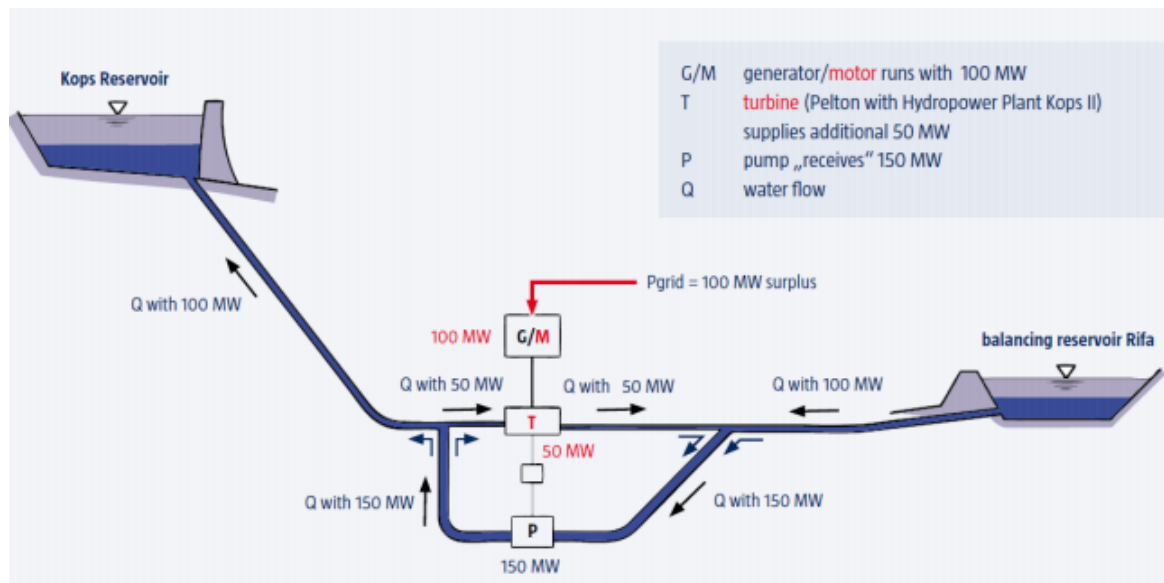 Kops Reservoir
G/M generator/motor runs with 100 MW
T turbine (Pelton with Hydropower Plant Kops II)
supplies additional 50 MW
P pump „receives“ 150 MW
Q water flow
Q with 100 MW
Pgrid = 100 MW surplus
100 MW
G/M
balancing reservoir Rifa
Q with 50 MW
Q with 50 MW
Q with 100 MW
T
50 MW
Q with 150 MW
Q with 150 MW
P
150 MW